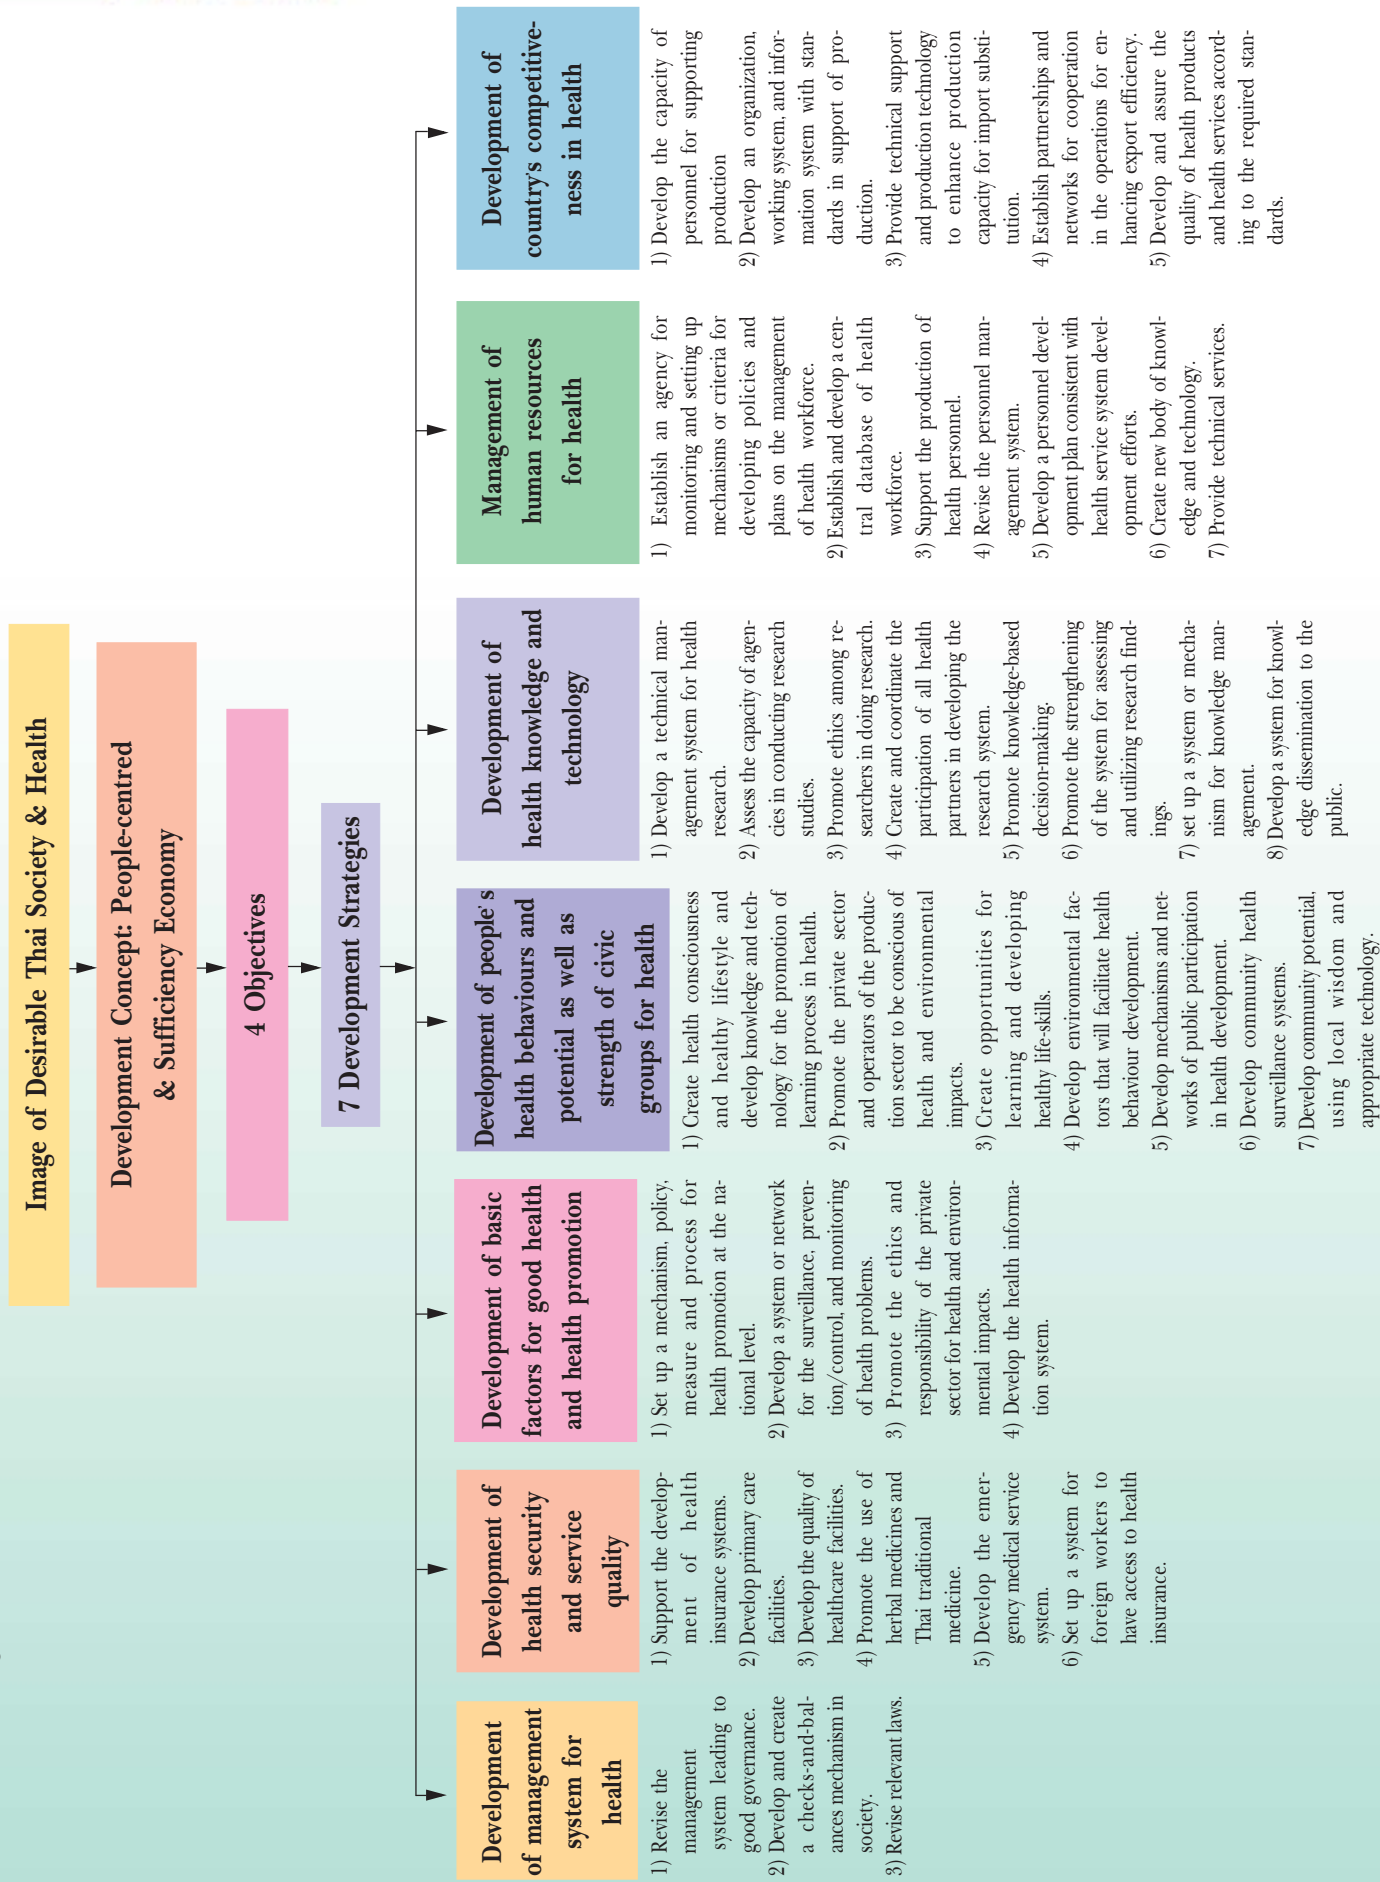 Image of Desirable Thai Society & Health
Development Concept: People-centred
& Sufficiency Economy
4 Objectives
7 Development Strategies
Development
of management
system for
health
1) Revise the
management
system leading to
good governance.
2) Develop and create
a checks-and-bal-
ances mechanism in
society.
3) Revise relevant laws.
Development of
health security
and service
quality
1) Support the develop-
ment of health
insurance systems.
2) Develop primary care
facilities.
3) Develop the quality of
healthcare facilities.
4) Promote the use of
herbal medicines and
Thai traditional
medicine.
5) Develop the emer-
gency medical service
system.
6) Set up a system for
foreign workers to
have access to health
insurance.
Development of basic
factors for good health
and health promotion
1) Set up a mechanism, policy,
measure and process for
health promotion at the na-
tional level.
2) Develop a system or network
for the surveillance, preven-
tion/control, and monitoring
of health problems.
3) Promote the ethics and
responsibility of the private
sector for health and environ-
mental impacts.
4) Develop the health informa-
tion system.
Development of people's
health behaviours and
potential as well as
strength of civic
groups for health
1) Create health consciousness
and healthy lifestyle and
develop knowledge and tech-
nology for the promotion of
learning process in health.
2) Promote the private sector
and operators of the produc-
tion sector to be conscious of
health and environmental
impacts.
3) Create opportunities for
learning and developing
healthy life-skills.
4) Develop environmental fac-
tors that will facilitate health
behaviour development.
5) Develop mechanisms and net-
works of public participation
in health development.
6) Develop community health
surveillance systems.
7) Develop community potential,
using local wisdom and
appropriate technology.
Development of
health knowledge and
technology
1) Develop a technical man-
agement system for health
research.
2) Assess the capacity of agen-
cies in conducting research
studies.
3) Promote ethics among re-
searchers in doing research.
4) Create and coordinate the
participation of all health
partners in developing the
research system.
5) Promote knowledge-based
decision-making.
6) Promote the strengthening
of the system for assessing
and utilizing research find-
ings.
7) set up a system or mecha-
nism for knowledge man-
agement.
8) Develop a system for knowl-
edge dissemination to the
public.
Management of
human resources
for health
1) Establish an agency for
monitoring and setting up
mechanisms or criteria for
developing policies and
plans on the management
of health workforce.
2) Establish and develop a cen-
tral database of health
workforce.
3) Support the production of
health personnel.
4) Revise the personnel man-
agement system.
5) Develop a personnel devel-
opment plan consistent with
health service system devel-
opment efforts.
6) Create new body of knowl-
edge and technology.
7) Provide technical services.
Development of
country's competitive-
ness in health
1) Develop the capacity of
personnel for supporting
production
2) Develop an organization,
working system, and infor-
mation system with stan-
dards in support of pro-
duction.
3) Provide technical support
and production technology
to enhance production
capacity for import substi-
tution.
4) Establish partnerships and
networks for cooperation
in the operations for en-
hancing export efficiency.
5) Develop and assure the
quality of health products
and health services accord-
ing to the required stan-
dards.